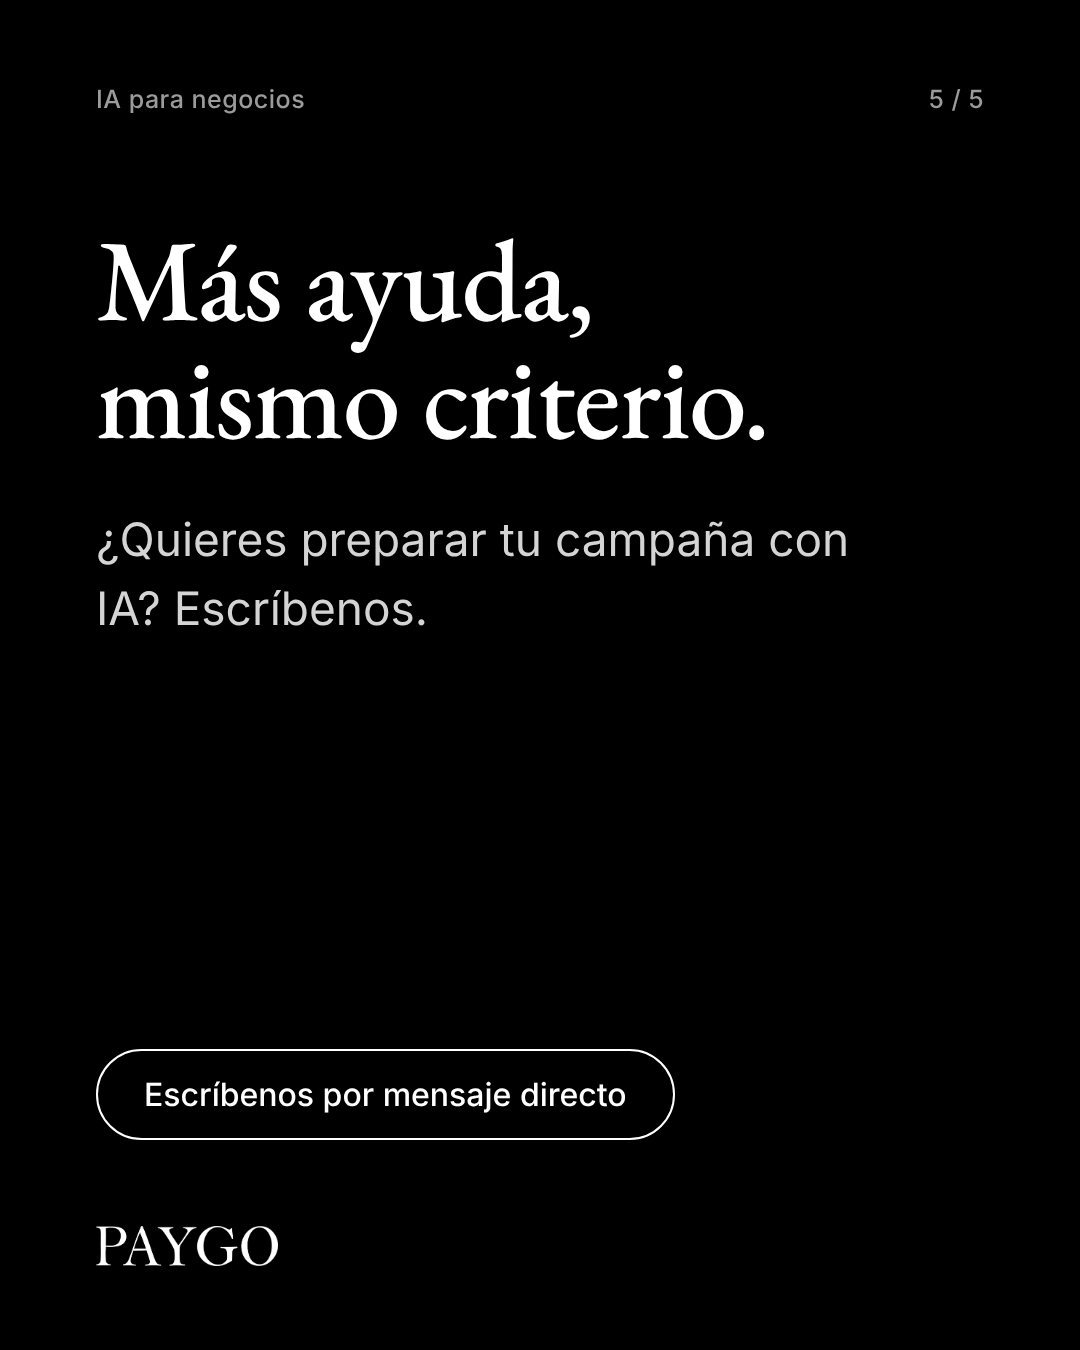 IA para negocios
5 / 5
Más ayuda,
mismo criterio.
¿Quieres preparar tu campaña con
IA? Escríbenos.
Escríbenos por mensaje directo
PAYGO